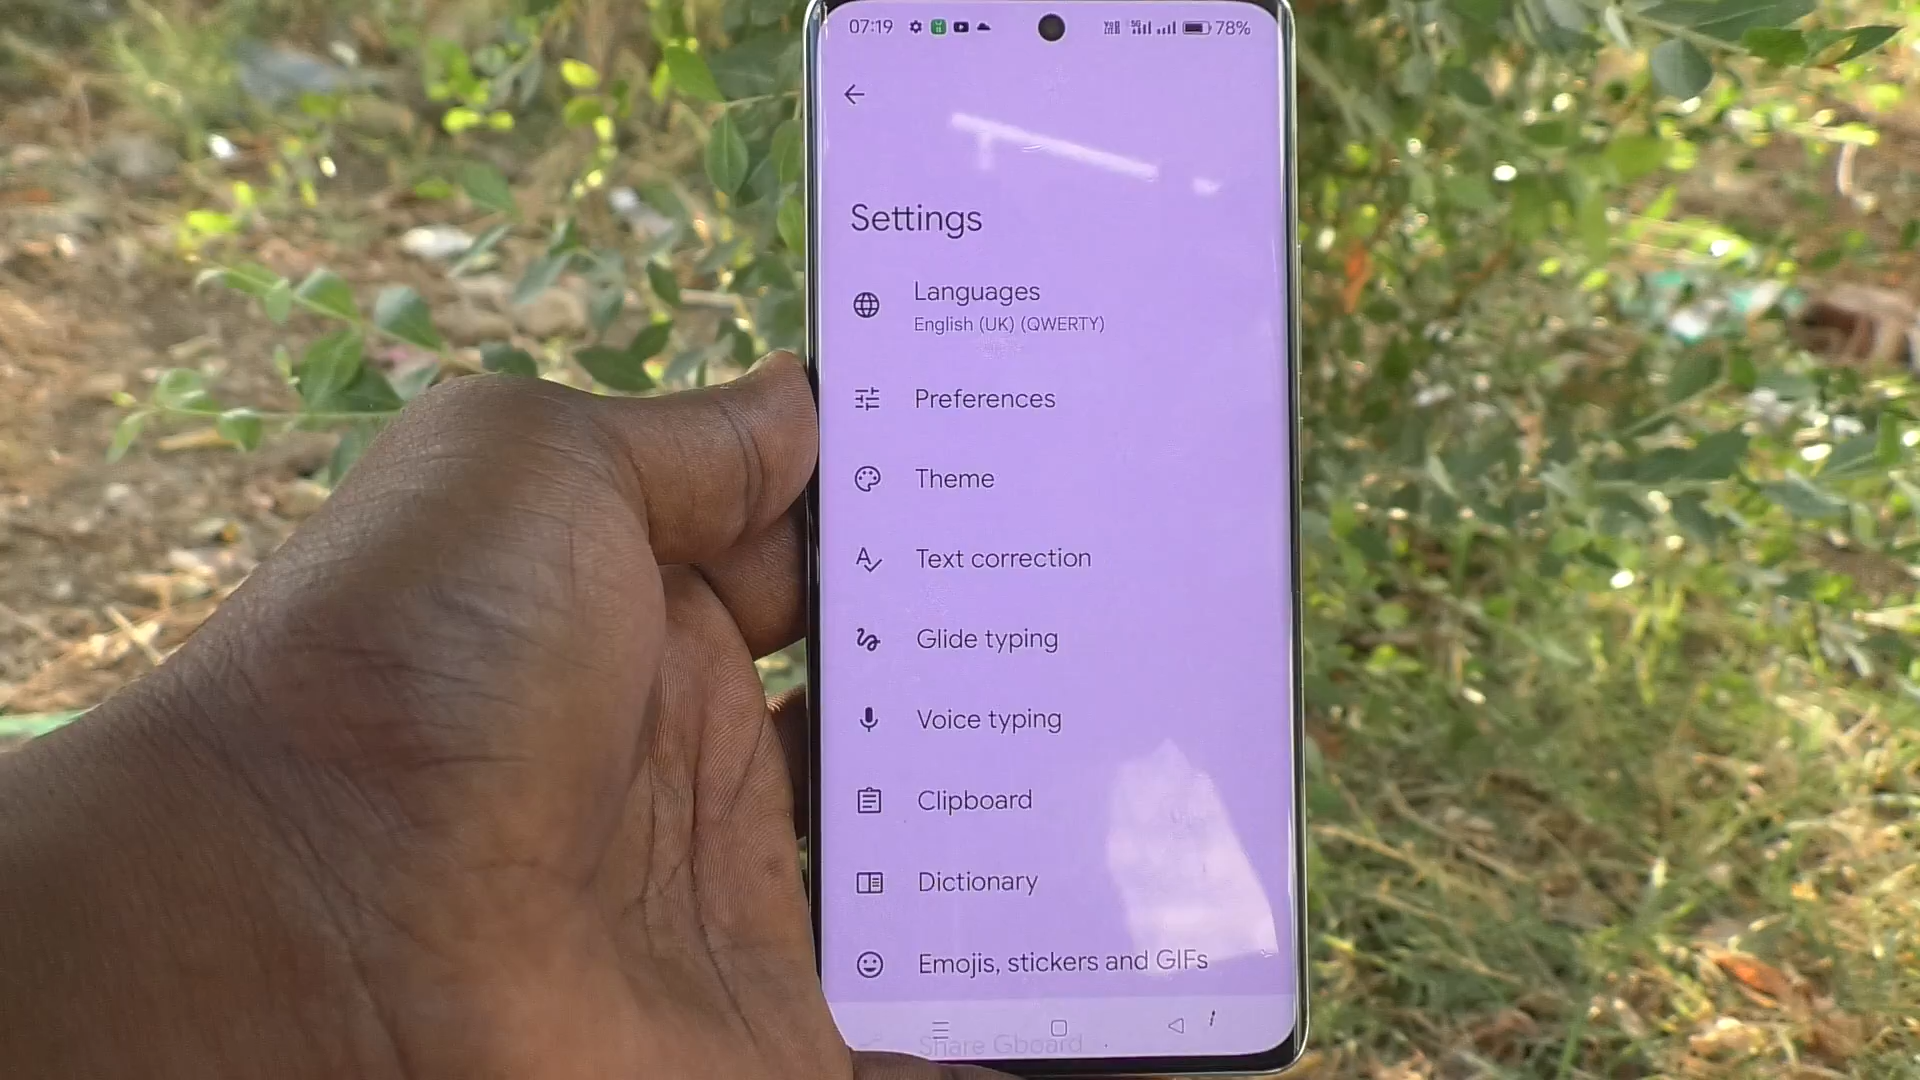 07:19 78%
Settings
Languages
English (UK) (QWERTY)
Preferences
Theme
Text correction
Glide typing
Voice typing
Clipboard
Dictionary
Emojis, stickers and GIFs
Share Gboard